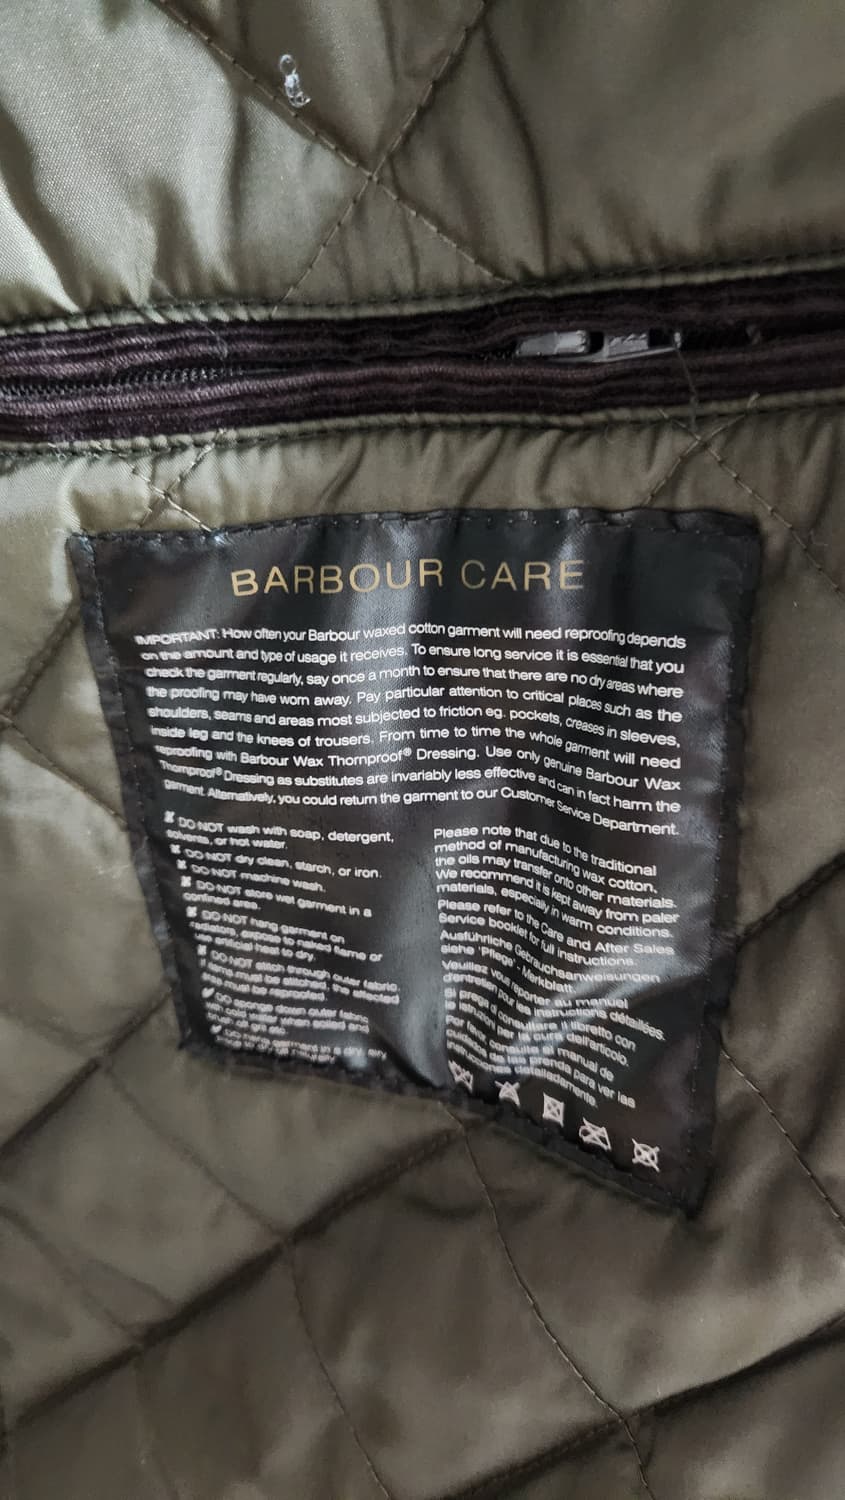 BARBOUR CARE
IMPORTANT: How often your Barbour waxed cotton garment will need reproofing depends
on the amount and type of usage it receives. To ensure long service it is essential that you
check the garment regularly, say once a month to ensure that there are no dry areas where
the proofing may have worn away. Pay particular attention to critical places such as the
shoulders, seams and areas most subjected to friction eg. pockets, creases in sleeves,
inside leg and the knees of trousers. From time to time the whole garment will need
reproofing with Barbour Wax Thornproof® Dressing. Use only genuine Barbour Wax
Thornproof® Dressing as substitutes are invariably less effective and can in fact harm the
garment. Alternatively, you could return the garment to our Customer Service Department.
✘ DO NOT wash with soap, detergent,
solvents, or hot water.
✘ DO NOT dry clean, starch, or iron.
✘ DO NOT machine wash.
✘ DO NOT store wet garment in a
confined area.
✘ DO NOT hang garment on
radiators, expose to naked flame or
use artificial heat to dry.
✘ DO NOT stitch through outer fabric.
If items must be stitched, the affected
area must be reproofed.
✔ DO sponge down outer fabric
with cold water when soiled and
brush off grit etc.
✔ DO hang garment in a dry, airy
Please note that due to the traditional
method of manufacturing wax cotton,
the oils may transfer onto other materials.
We recommend it is kept away from paler
materials, especially in warm conditions.
Please refer to the Care and After Sales
Service booklet for full instructions.
Ausführliche Gebrauchsanweisungen
siehe 'Pflege' - Merkblatt.
Veuillez vous reporter au manuel
d'entretien pour les instructions détaillées.
Si prega di consultare il libretto con
le istruzioni per la cura dell'articolo.
Por favor, consulte el manual de
cuidados de las prenda para ver las
instrucciones detalladamente.